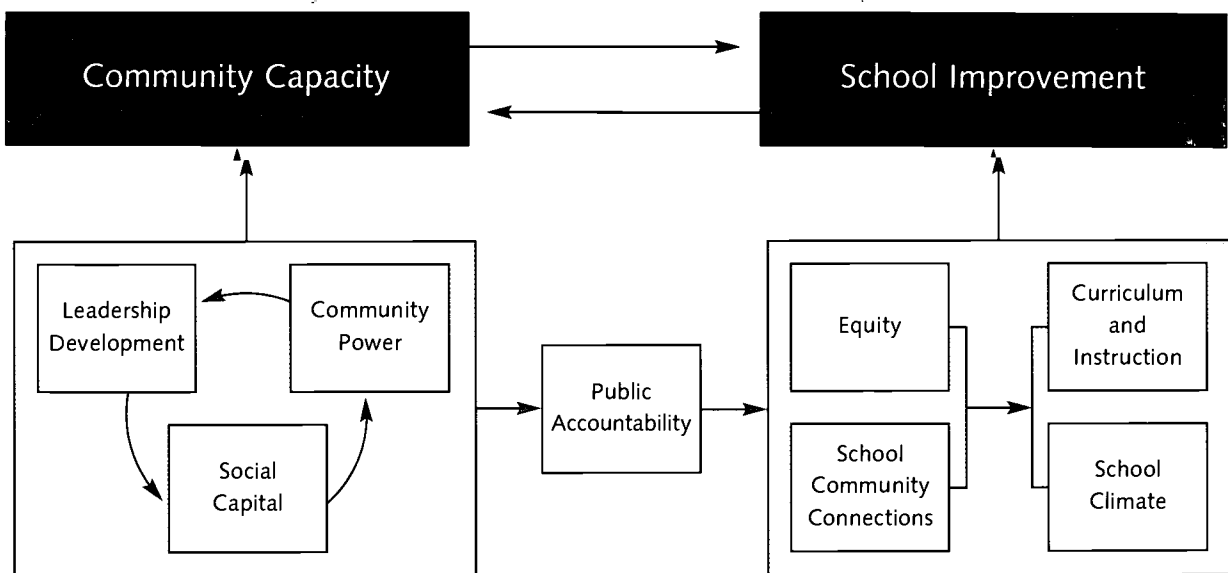 Community Capacity
School Improvement
Leadership
Development
Community
Power
Social
Capital
Public
Accountability
Equity
School
Community
Connections
Curriculum
and
Instruction
School
Climate